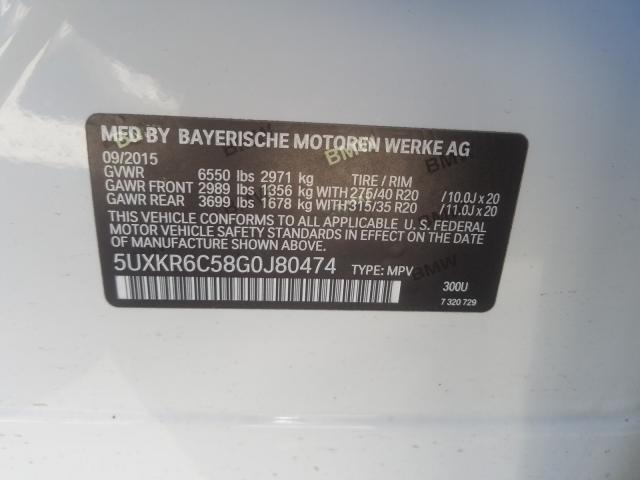 MFD BY BAYERISCHE MOTOREN WERKE AG
09/2015
GVWR 6550 lbs 2971 kg TIRE / RIM
GAWR FRONT 2989 lbs 1356 kg WITH 275/40 R20 / 10.0J x 20
GAWR REAR 3699 lbs 1678 kg WITH 315/35 R20 / 11.0J x 20
THIS VEHICLE CONFORMS TO ALL APPLICABLE U.S. FEDERAL
MOTOR VEHICLE SAFETY STANDARDS IN EFFECT
ON THE DATE OF MANUFACTURE SHOWN ABOVE.
5UXKR6C58G0J80474 TYPE: MPV
300U
7 320 729